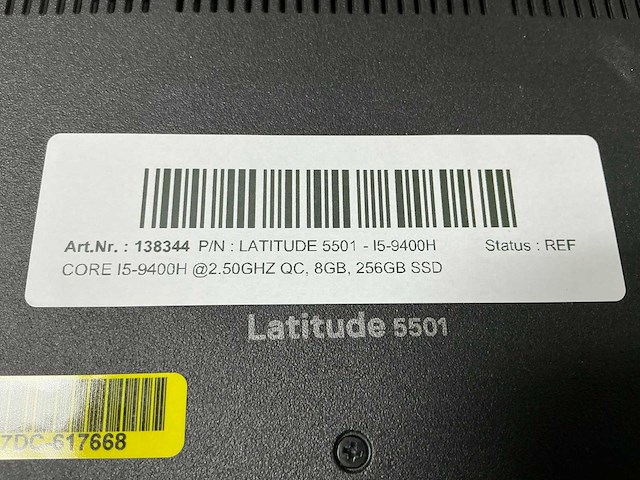 Art.Nr. : 138344 P/N : LATITUDE 5501 - I5-9400H Status : REF
CORE I5-9400H @2.50GHZ QC, 8GB, 256GB SSD
Latitude 5501
7DC-617668